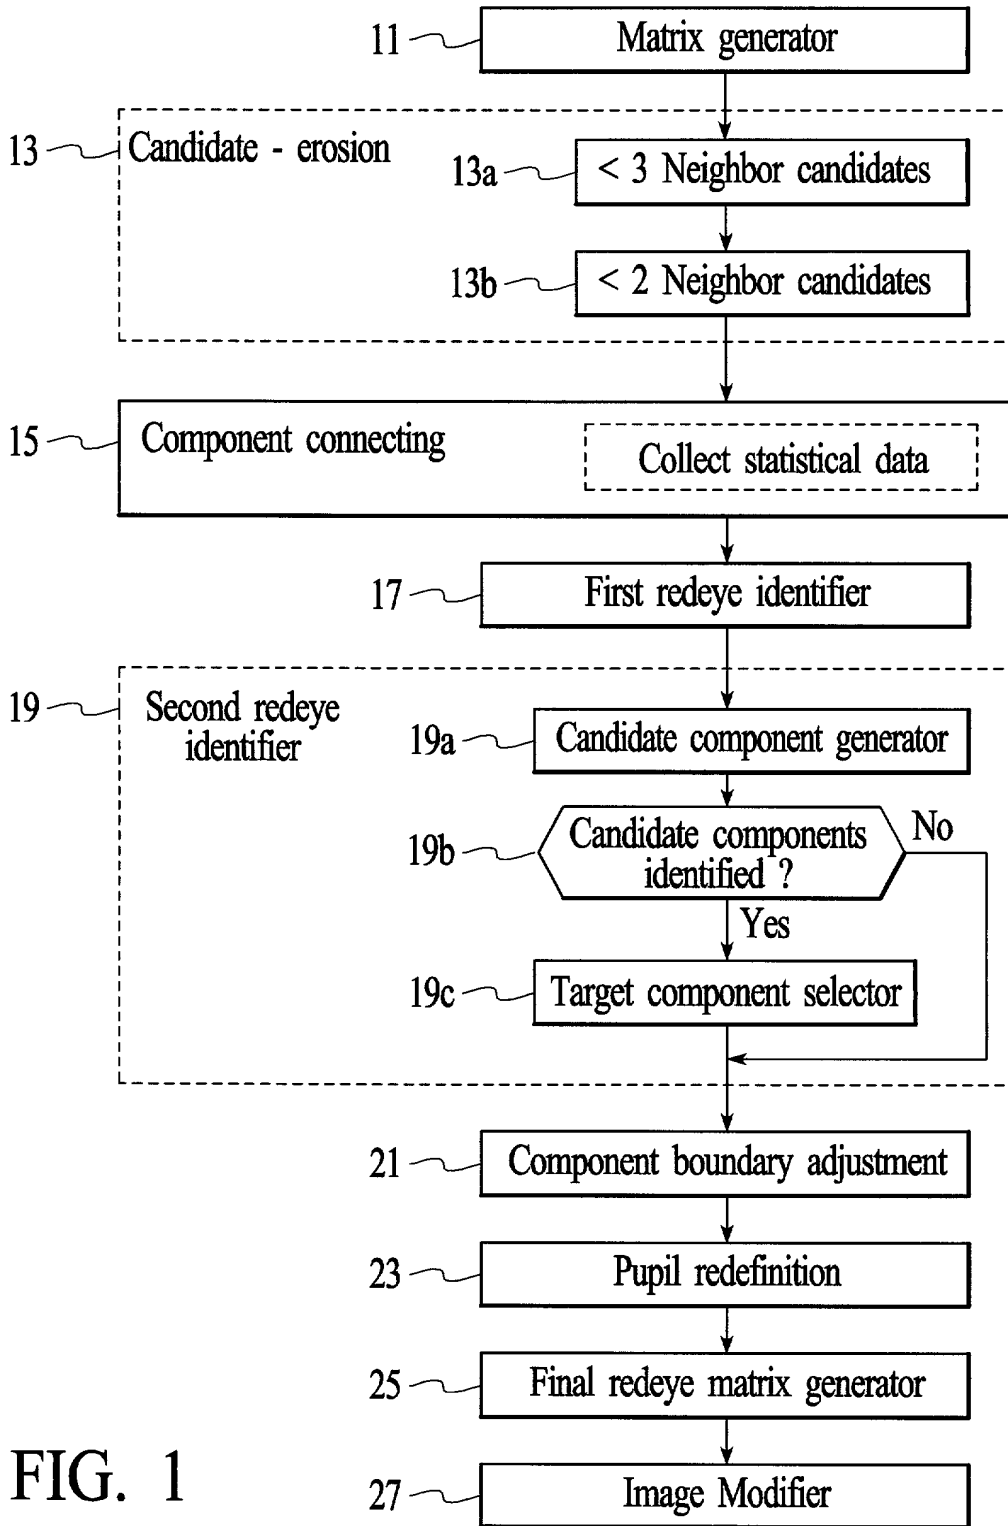 11 Matrix generator
13 Candidate - erosion
13a < 3 Neighbor candidates
13b < 2 Neighbor candidates
15 Component connecting
Collect statistical data
17 First redeye identifier
19 Second redeye
identifier
19a Candidate component generator
19b Candidate components
identified ?
No
Yes
19c Target component selector
21 Component boundary adjustment
23 Pupil redefinition
25 Final redeye matrix generator
27 Image Modifier
FIG. 1